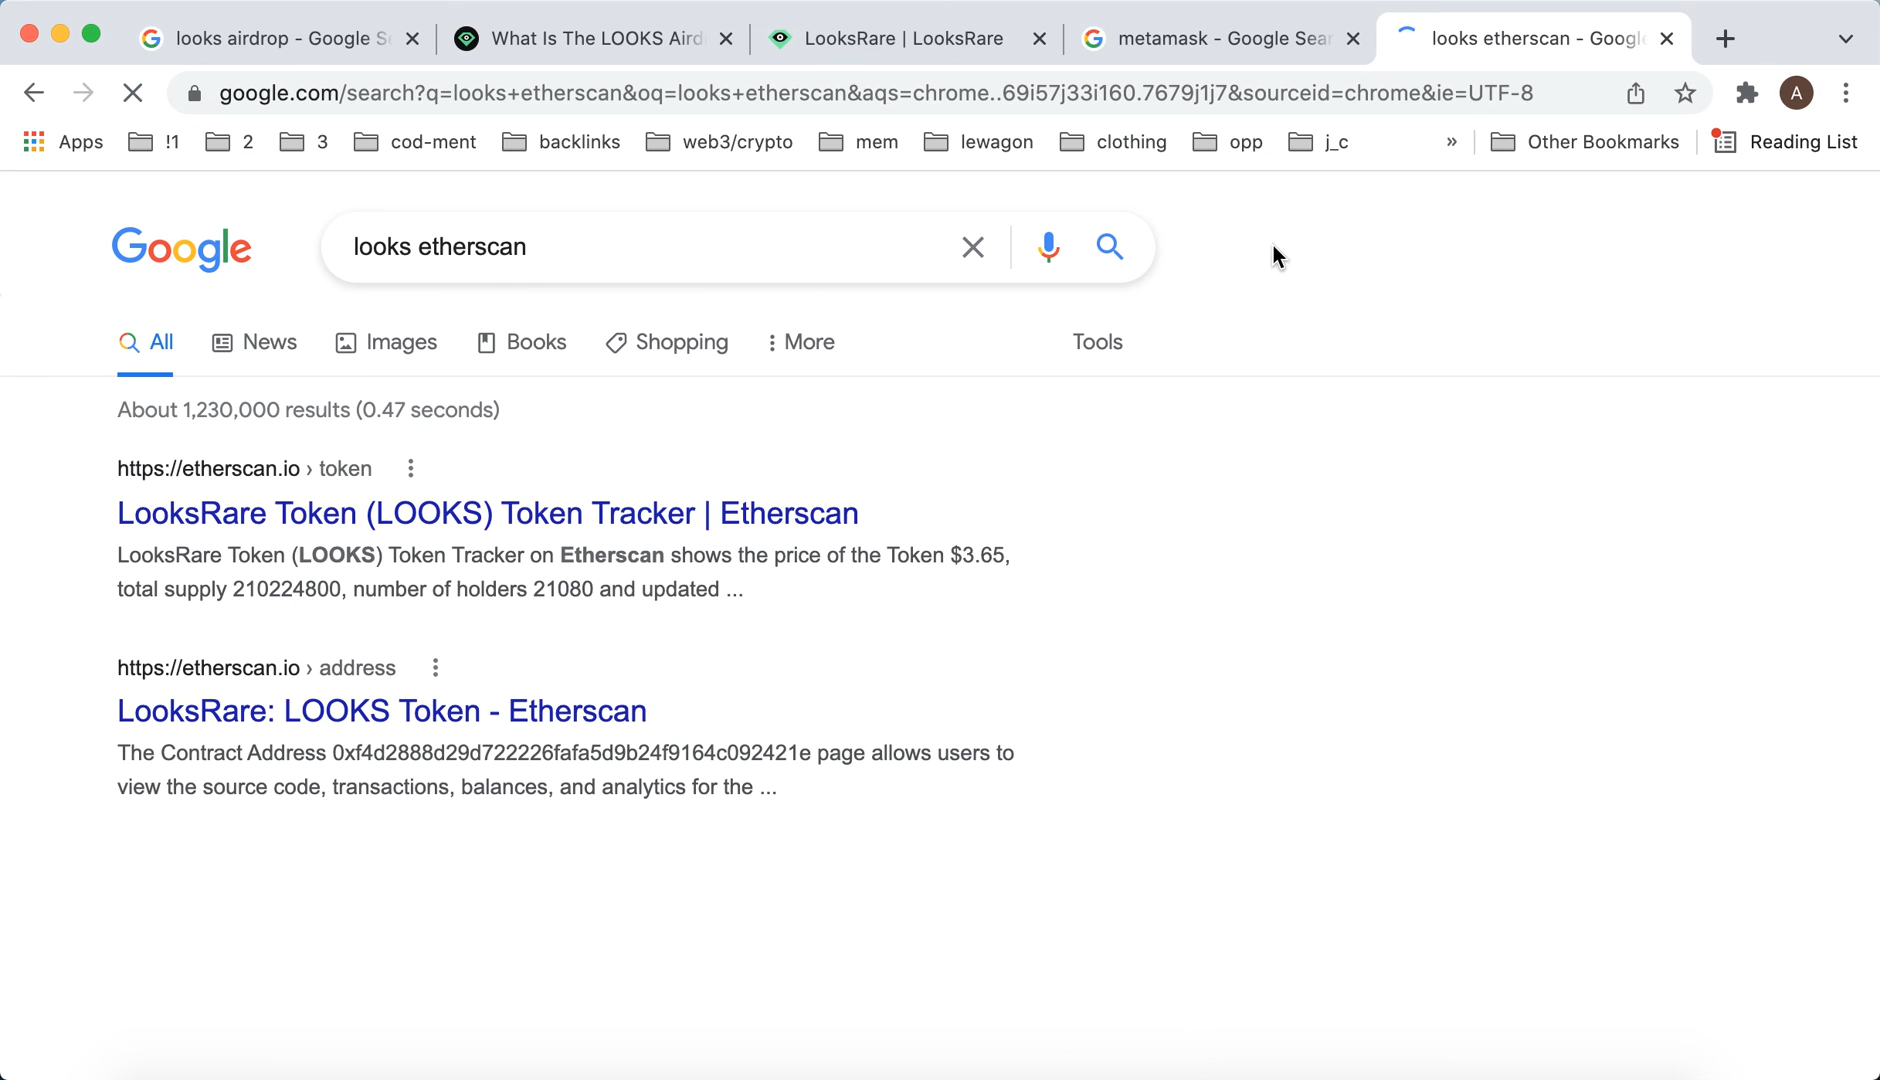 looks airdrop - Google S
What Is The LOOKS Aird
LooksRare | LooksRare
metamask - Google Sear
looks etherscan - Google
google.com/search?q=looks+etherscan&oq=looks+etherscan&aqs=chrome..69i57j33i160.7679j1j7&sourceid=chrome&ie=UTF-8
A
Apps
!1
2
3
cod-ment
backlinks
web3/crypto
mem
lewagon
clothing
opp
j_c
»
Other Bookmarks
Reading List
Google
looks etherscan
All
News
Images
Books
Shopping
More
Tools
About 1,230,000 results (0.47 seconds)
https://etherscan.io › token
LooksRare Token (LOOKS) Token Tracker | Etherscan
LooksRare Token (LOOKS) Token Tracker on Etherscan shows the price of the Token $3.65,
total supply 210224800, number of holders 21080 and updated ...
https://etherscan.io › address
LooksRare: LOOKS Token - Etherscan
The Contract Address 0xf4d2888d29d722226fafa5d9b24f9164c092421e page allows users to
view the source code, transactions, balances, and analytics for the ...